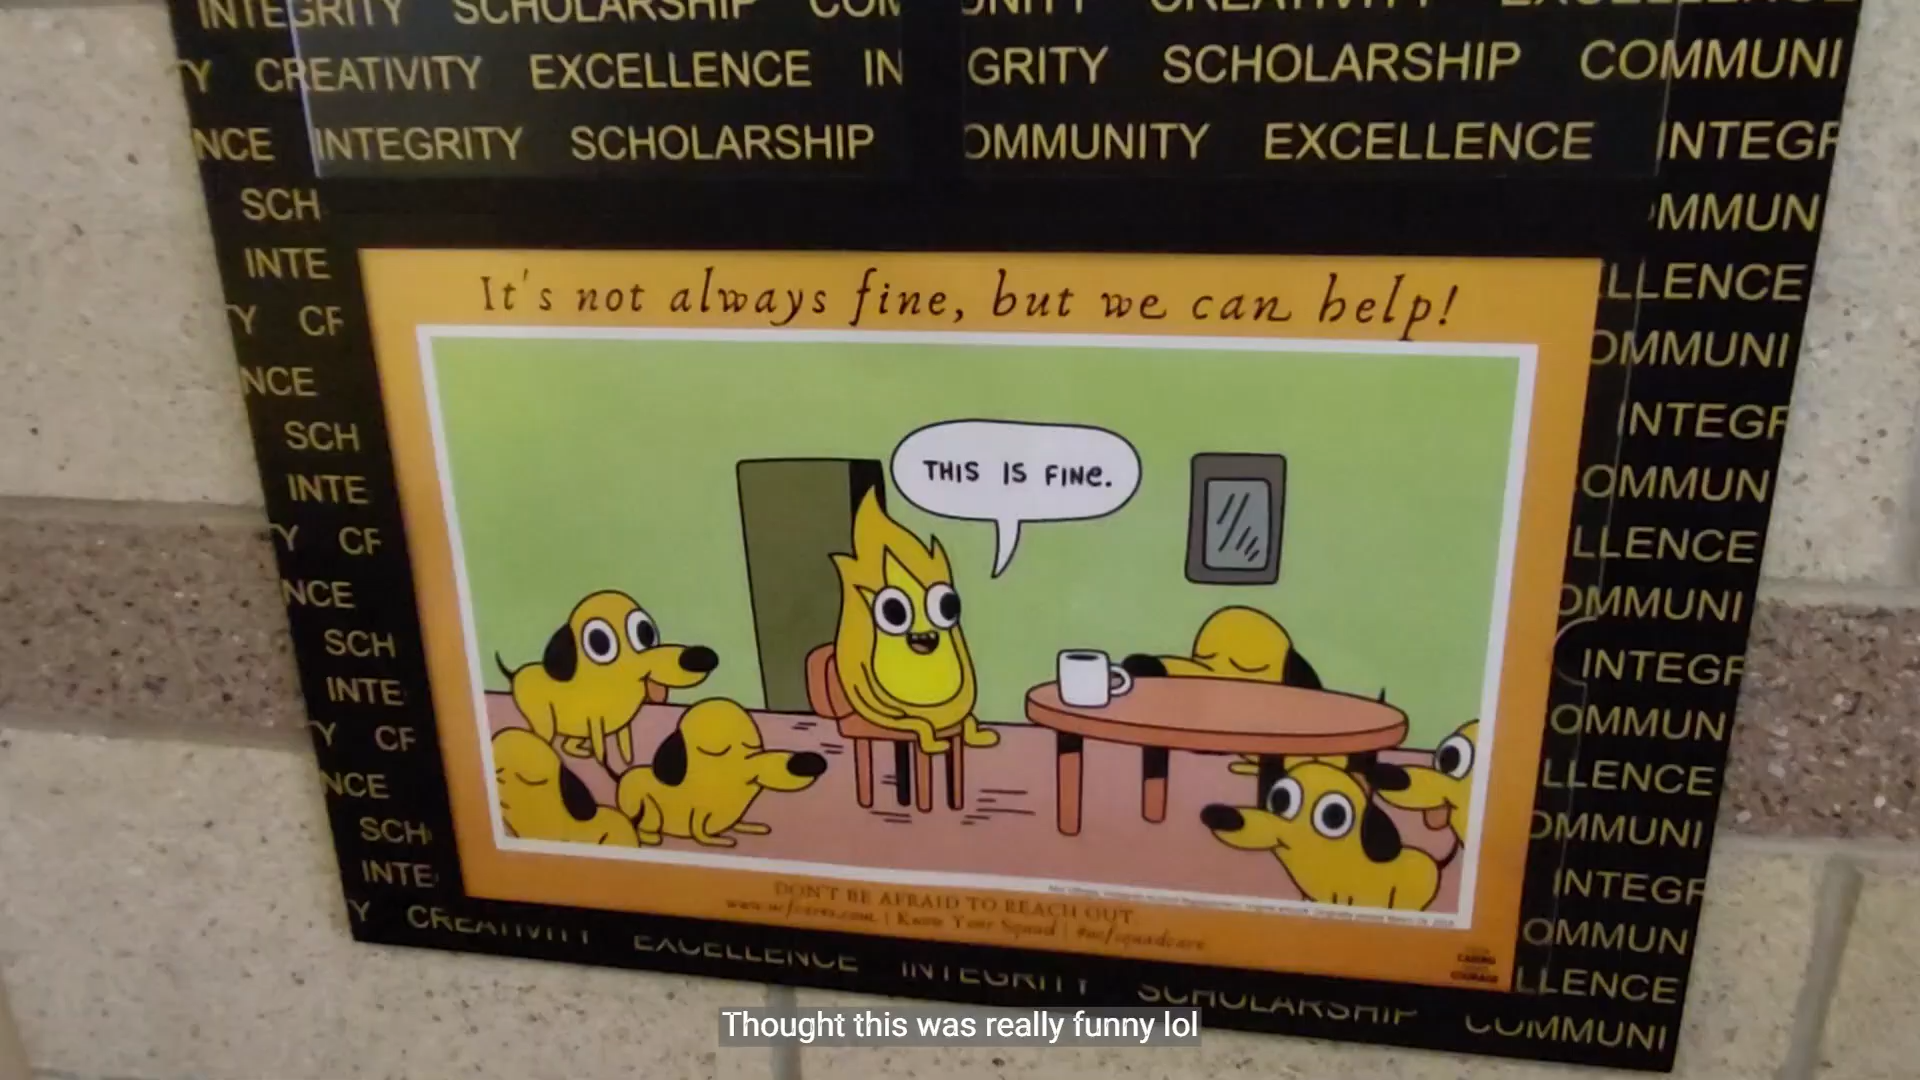 INTEGRITY SCHOLARSHIP
Y CREATIVITY EXCELLENCE IN GRITY SCHOLARSHIP COMMUNI
NCE INTEGRITY SCHOLARSHIP OMMUNITY EXCELLENCE INTEGR
SCH MMUN
INTE LLENCE
Y CR OMMUNI
NCE INTEGR
SCH OMMUN
INTE LLENCE
Y CR OMMUNI
NCE INTEGR
SCH OMMUN
INTE LLENCE
Y CR OMMUNI
NCE INTEGR
SCH OMMUN
INTE LLENCE
Y CREATIVITY EXCELLENCE INTEGRITY SCHOLARSHIP COMMUNI
It's not always fine, but we can help!
THIS IS FINE.
DON'T BE AFRAID TO REACH OUT.
| Know Your Squad |
Thought this was really funny lol